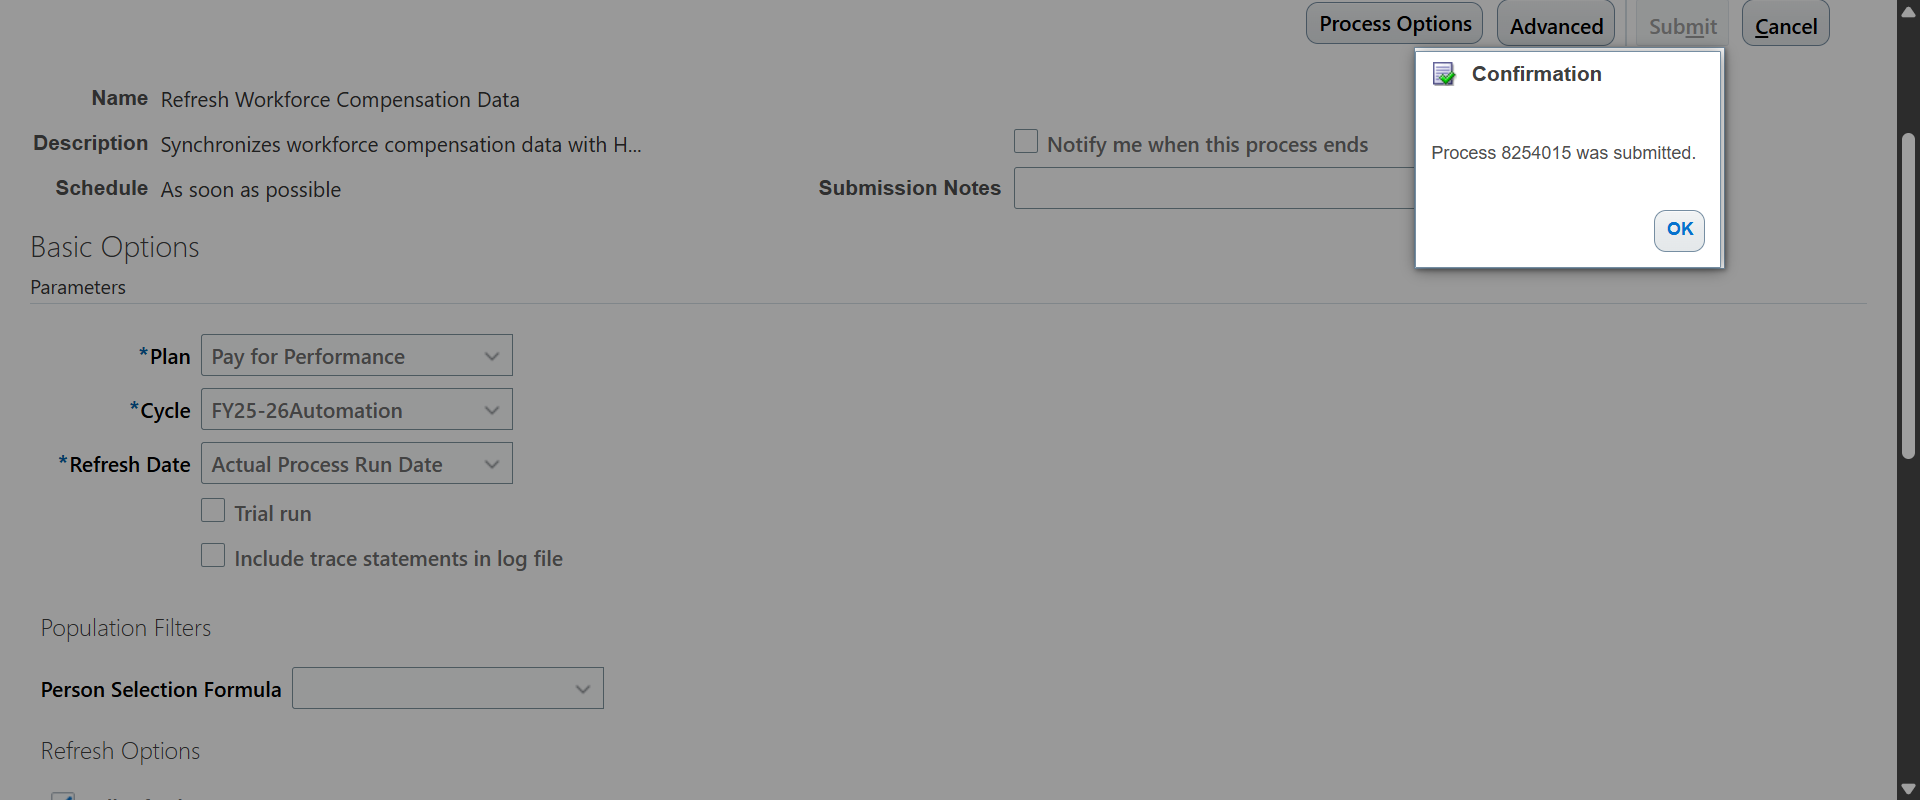 Process Options
Advanced
Submit
Cancel
Confirmation
Process 8254015 was submitted.
OK
Name Refresh Workforce Compensation Data
Description Synchronizes workforce compensation data with H...
Notify me when this process ends
Schedule As soon as possible
Submission Notes
Basic Options
Parameters
*Plan Pay for Performance
*Cycle FY25-26Automation
*Refresh Date Actual Process Run Date
Trial run
Include trace statements in log file
Population Filters
Person Selection Formula
Refresh Options